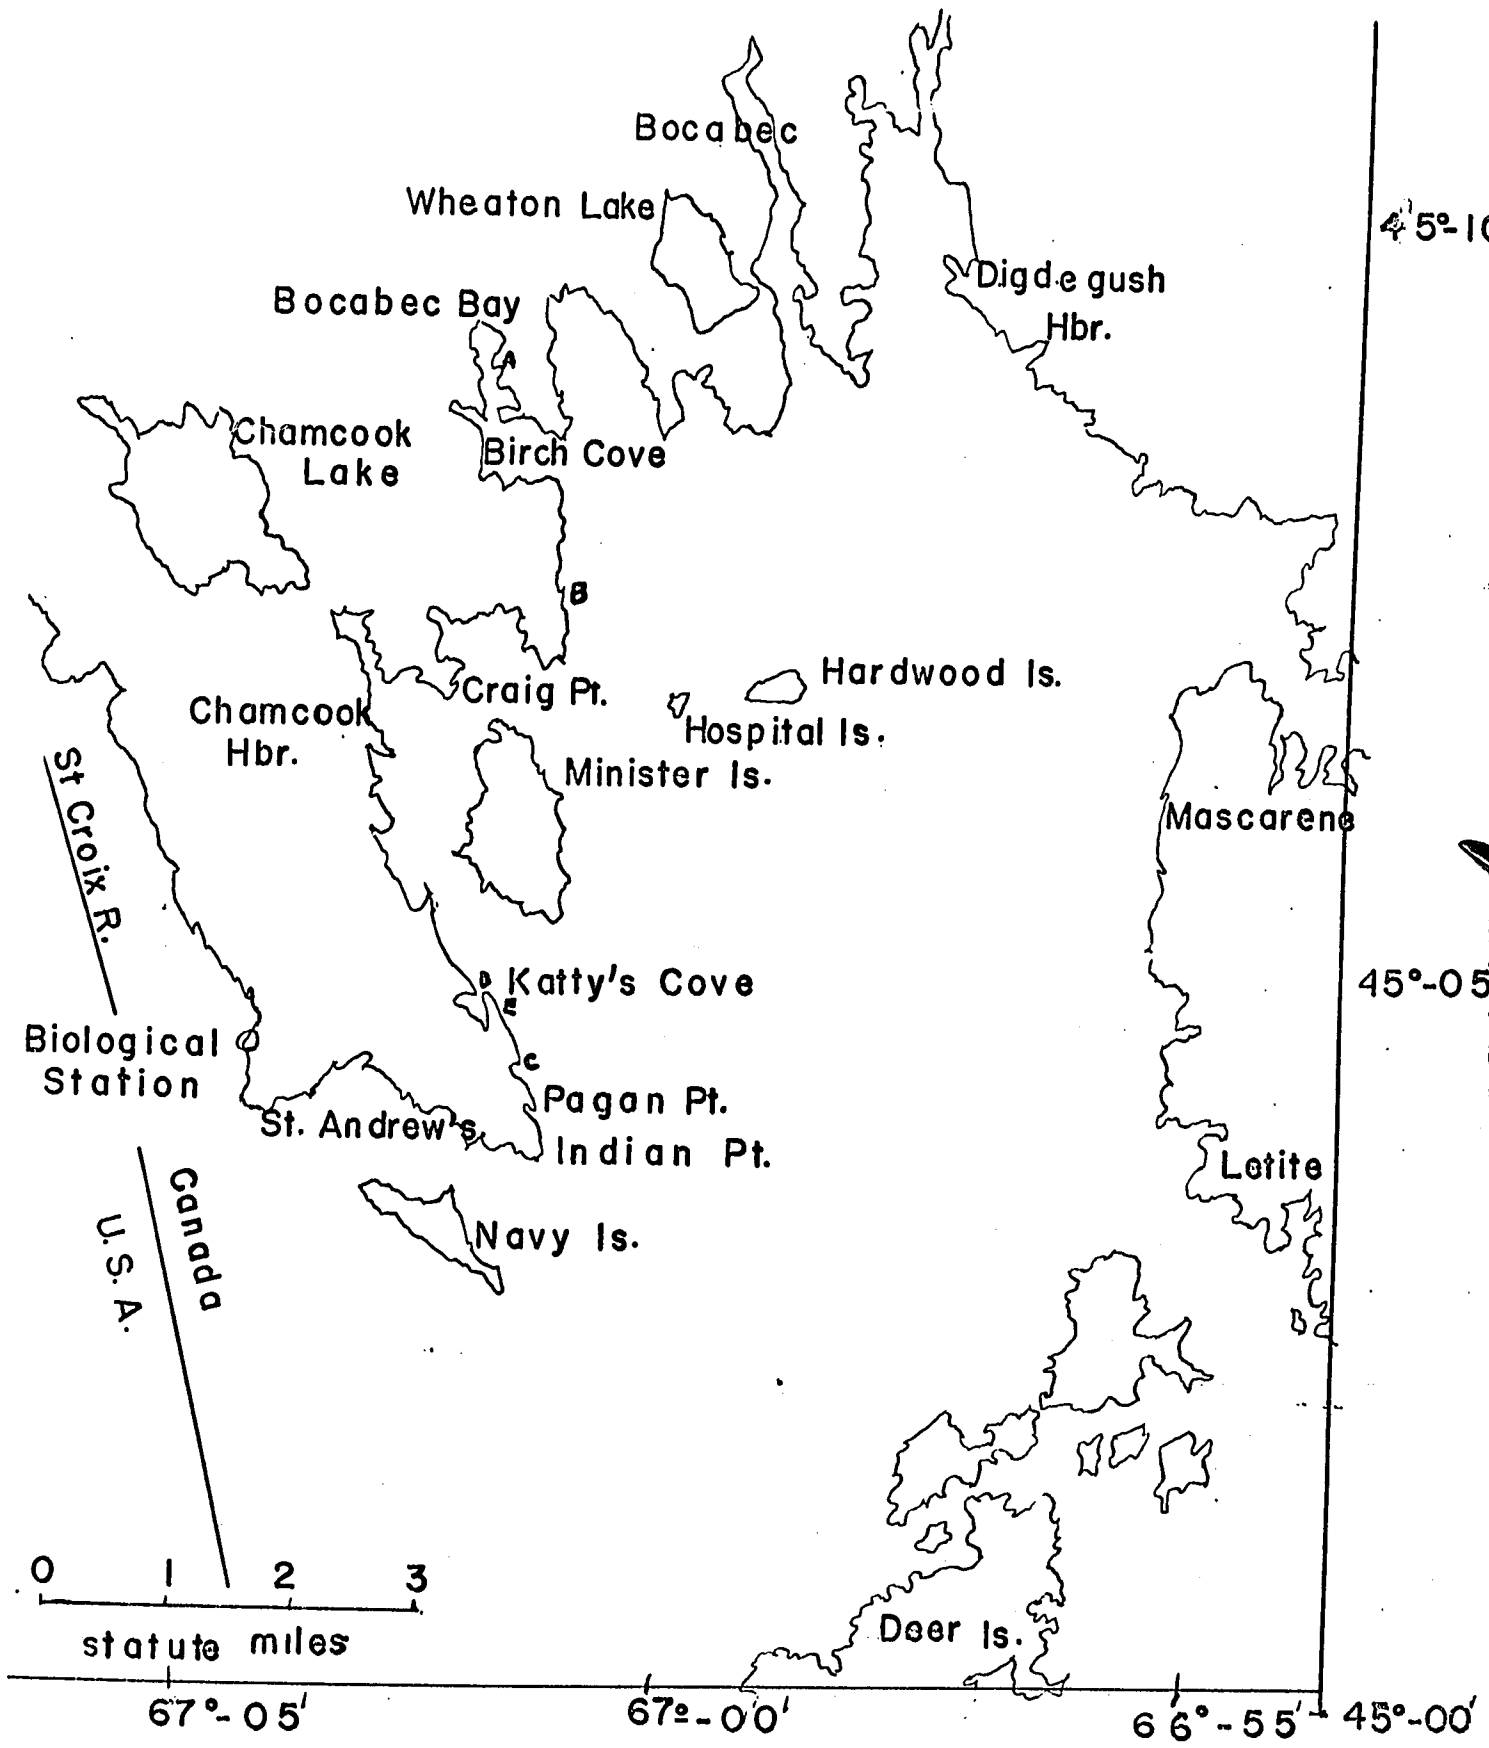 Bocabec
Wheaton Lake
45°-10
Digdegush
Hbr.
Bocabec Bay
A
Chamcook
Lake
Birch Cove
B
Hardwood Is.
Craig Pt.
Hospital Is.
Chamcook
Hbr.
Minister Is.
Mascarene
St Croix R.
D
Katty's Cove
E
45°-05
Biological
Station
C
Pagan Pt.
St. Andrew's
Indian Pt.
Letite
Canada
U.S.A.
Navy Is.
0 1 2 3
statute miles
Deer Is.
67°-05'
67°-00'
66°-55'
45°-00'